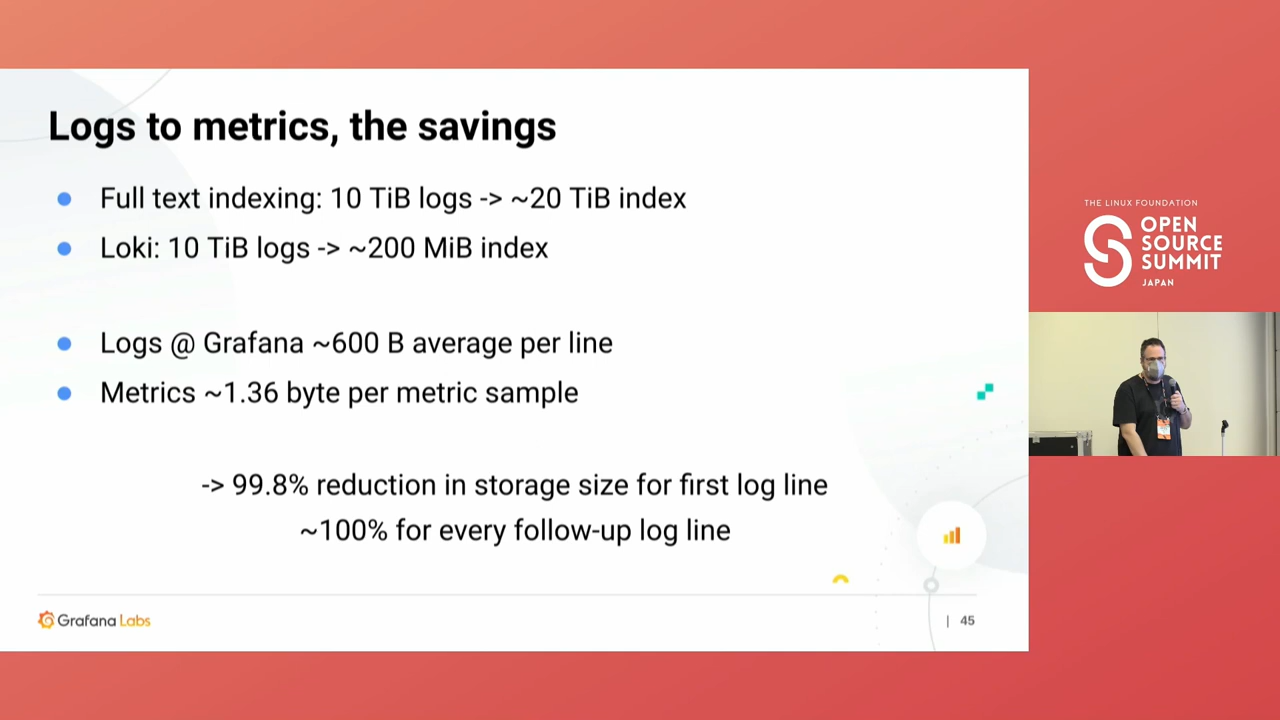 Logs to metrics, the savings
Full text indexing: 10 TiB logs -> ~20 TiB index
Loki: 10 TiB logs -> ~200 MiB index
Logs @ Grafana ~600 B average per line
Metrics ~1.36 byte per metric sample
-> 99.8% reduction in storage size for first log line
~100% for every follow-up log line
Grafana Labs
| 45
THE LINUX FOUNDATION
OPEN
SOURCE
SUMMIT
JAPAN